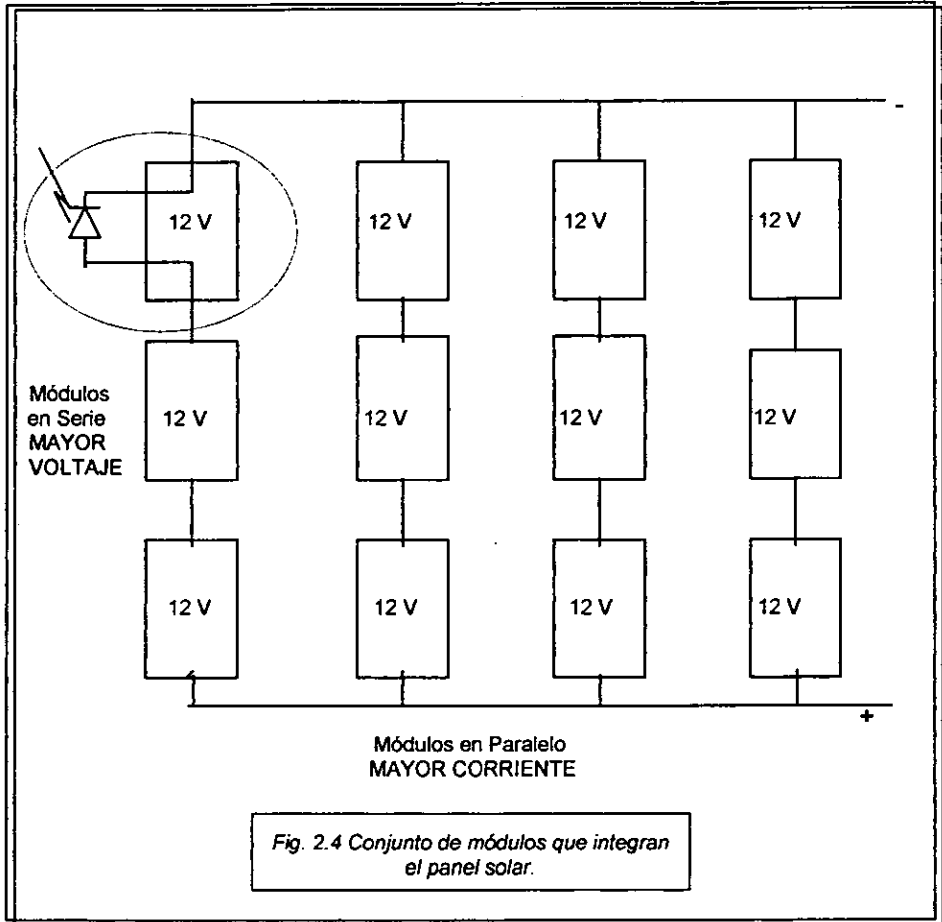 -
12 V
12 V
12 V
12 V
Módulos
en Serie
MAYOR
VOLTAJE
12 V
12 V
12 V
12 V
12 V
12 V
12 V
12 V
+
Módulos en Paralelo
MAYOR CORRIENTE
Fig. 2.4 Conjunto de módulos que integran
el panel solar.